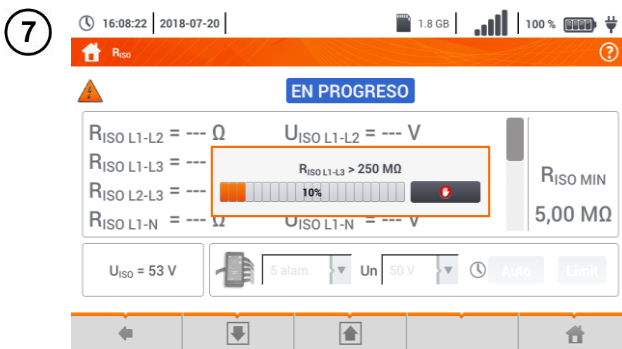 7
16:08:22 2018-07-20 1.8 GB 100 %
RISO
EN PROGRESO
RISO L1-L2 = --- Ω UISO L1-L2 = --- V
RISO L1-L3 = ---
RISO L2-L3 = ---
RISO L1-N = --- Ω UISO L1-N = --- V
RISO L1-L3 > 250 MΩ
10%
RISO MIN
5,00 MΩ
UISO = 53 V 5 alam. Un 50 V Auto Limit